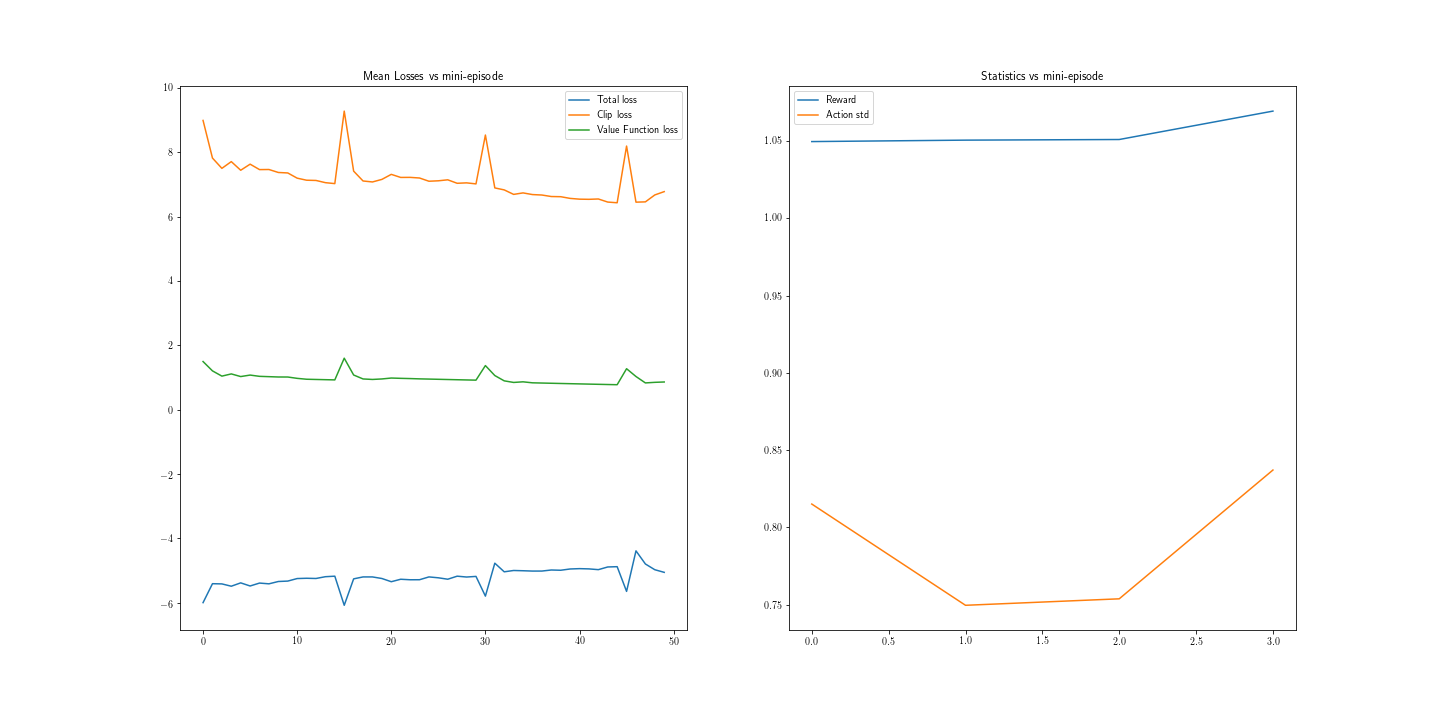 Mean Losses vs mini-episode
10
8
6
4
2
0
−2
−4
−6
0 10 20 30 40 50
Total loss
Clip loss
Value Function loss
Statistics vs mini-episode
Reward
Action std
1.05
1.00
0.95
0.90
0.85
0.80
0.75
0.0 0.5 1.0 1.5 2.0 2.5 3.0